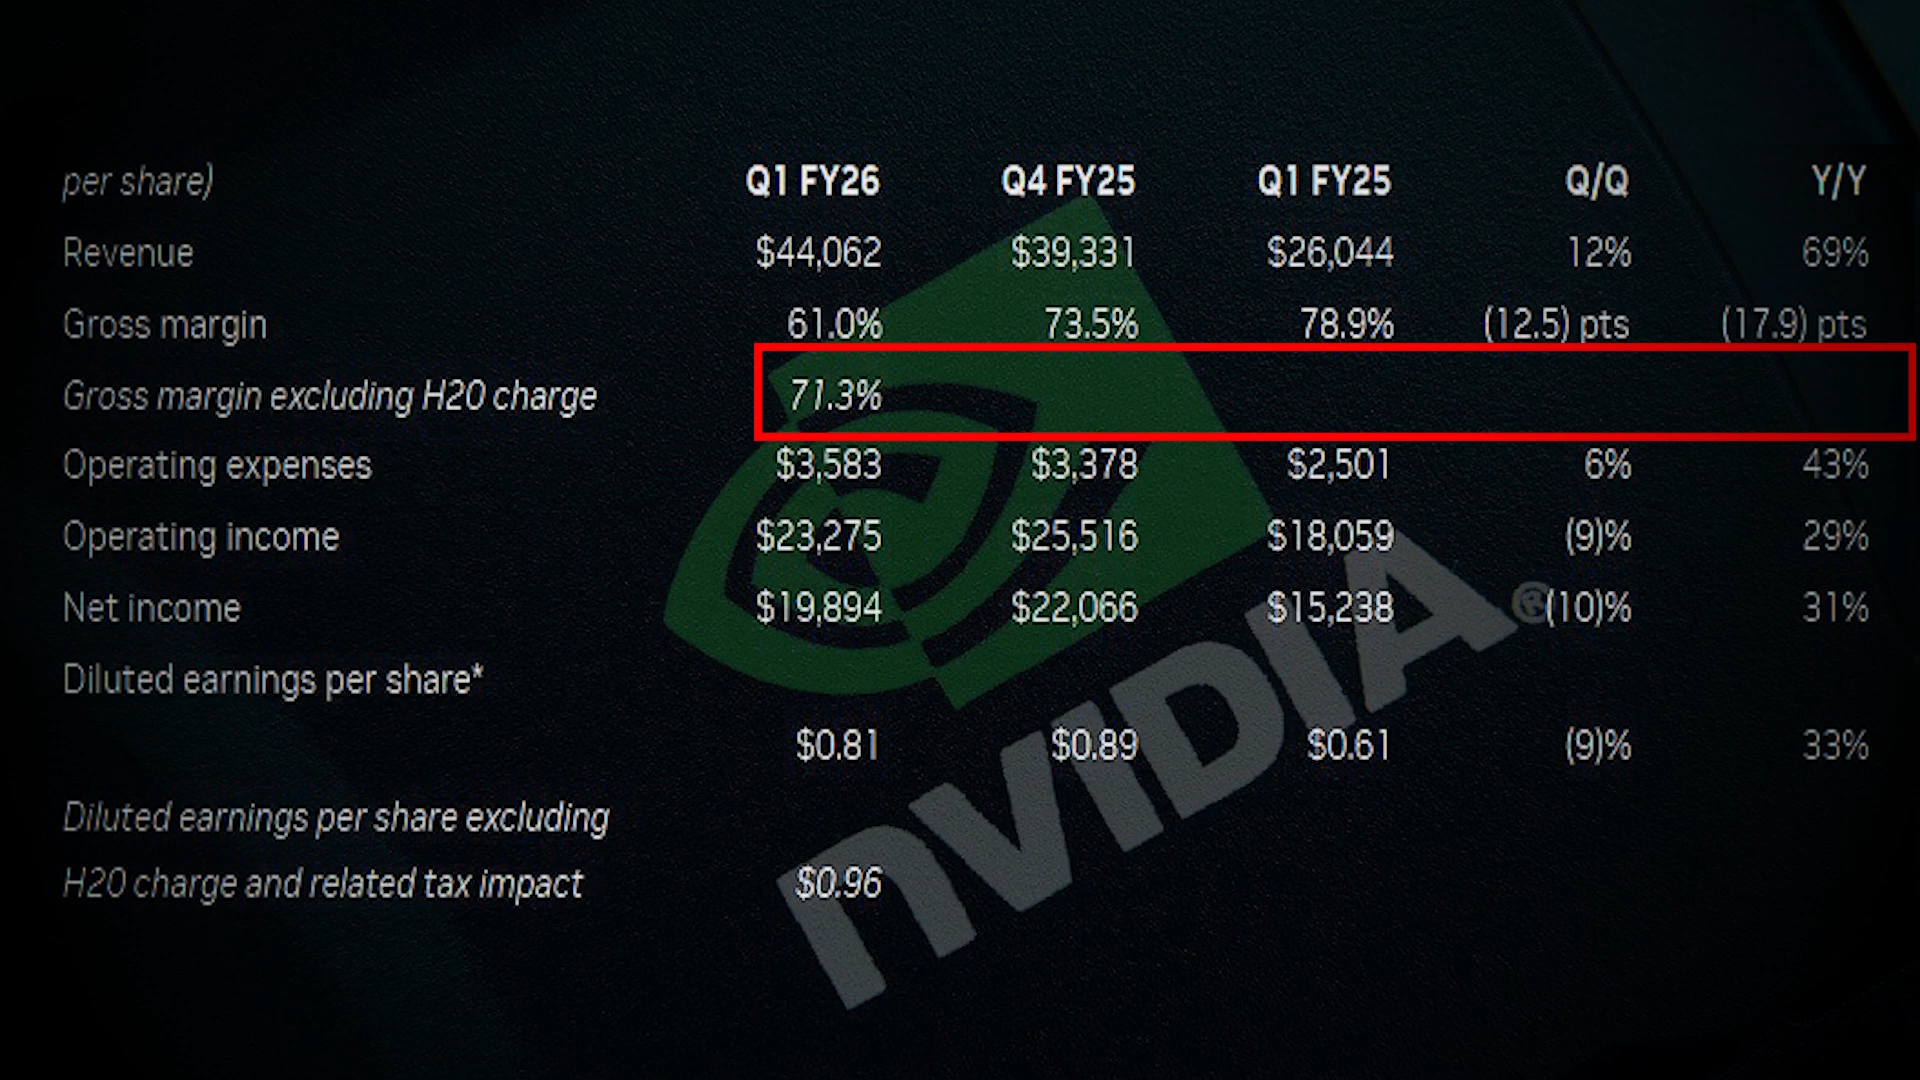 per share) Q1 FY26 Q4 FY25 Q1 FY25 Q/Q Y/Y
Revenue $44,062 $39,331 $26,044 12% 69%
Gross margin 61.0% 73.5% 78.9% (12.5) pts (17.9) pts
Gross margin excluding H20 charge 71.3%
Operating expenses $3,583 $3,378 $2,501 6% 43%
Operating income $23,275 $25,516 $18,059 (9)% 29%
Net income $19,894 $22,066 $15,238 (10)% 31%
Diluted earnings per share*
$0.81 $0.89 $0.61 (9)% 33%
Diluted earnings per share excluding
H20 charge and related tax impact $0.96
nVIDIA®